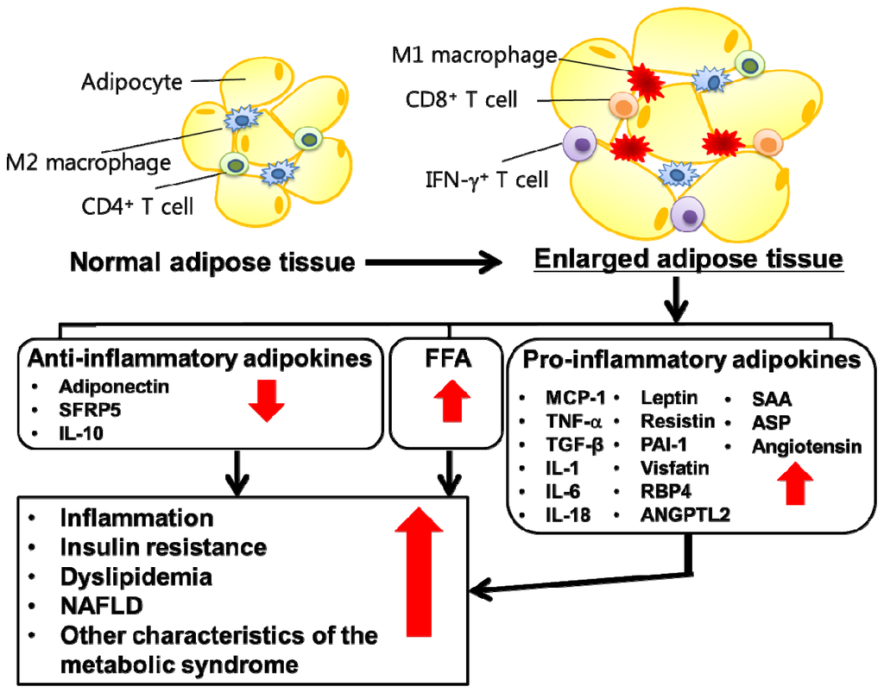 Adipocyte
M2 macrophage
CD4⁺ T cell
M1 macrophage
CD8⁺ T cell
IFN-γ⁺ T cell
Normal adipose tissue
Enlarged adipose tissue
Anti-inflammatory adipokines
• Adiponectin
• SFRP5
• IL-10
FFA
Pro-inflammatory adipokines
• MCP-1
• TNF-α
• TGF-β
• IL-1
• IL-6
• IL-18
• Leptin
• Resistin
• PAI-1
• Visfatin
• RBP4
• ANGPTL2
• SAA
• ASP
• Angiotensin
• Inflammation
• Insulin resistance
• Dyslipidemia
• NAFLD
• Other characteristics of the
metabolic syndrome